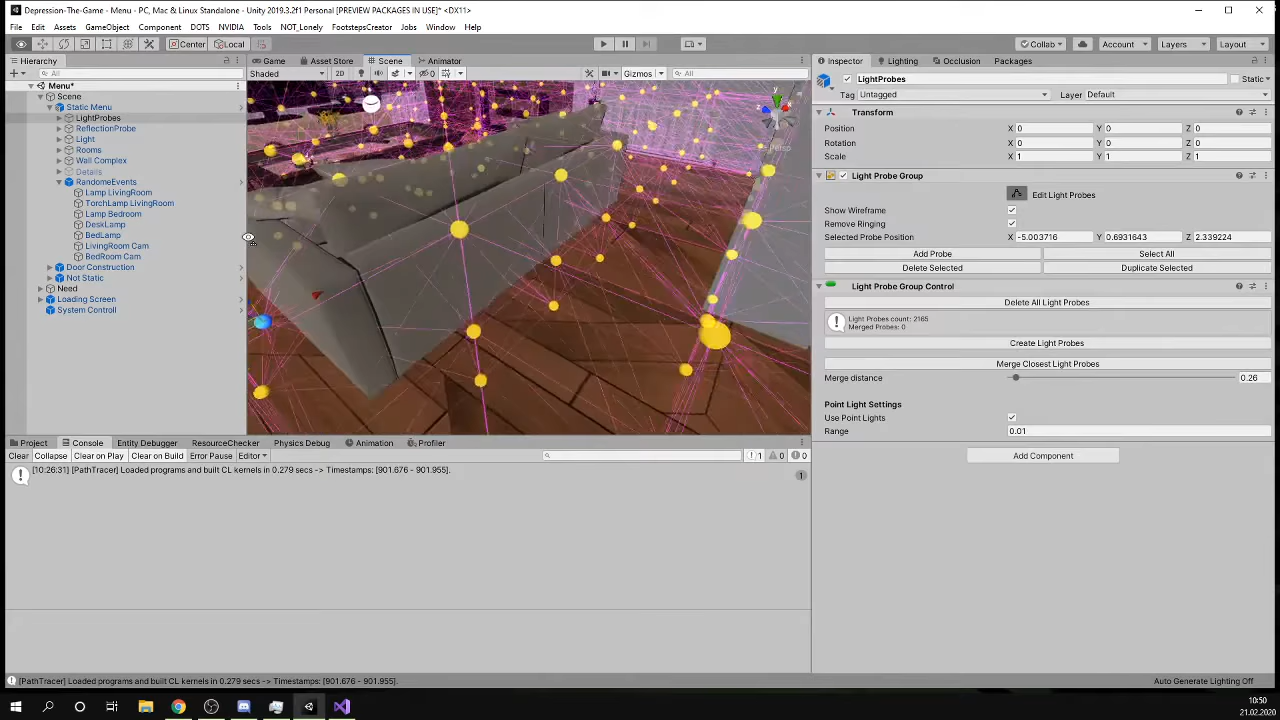 Depression-The-Game - Menu - PC, Mac & Linux Standalone - Unity 2019.3.2f1 Personal [PREVIEW PACKAGES IN USE]* <DX11>
File Edit Assets GameObject Component DOTS NVIDIA Tools NOT_Lonely FootstepsCreator Jobs Window Help
Center Local Collab Account Layers Layout
Hierarchy
All
Menu*
Scene
Static Menu
LightProbes
ReflectionProbe
Light
Rooms
Wall Complex
Details
RandomeEvents
Lamp LivingRoom
TorchLamp LivingRoom
Lamp Bedroom
DeskLamp
BedLamp
LivingRoom Cam
BedRoom Cam
Door Construction
Not Static
Need
Loading Screen
System Controll
Game Asset Store Scene Animator
Shaded 2D 0 Gizmos All
y
x
z
Persp
Inspector Lighting Occlusion Packages
LightProbes Static
Tag Untagged Layer Default
Transform
Position X 0 Y 0 Z 0
Rotation X 0 Y 0 Z 0
Scale X 1 Y 1 Z 1
Light Probe Group
Edit Light Probes
Show Wireframe
Remove Ringing
Selected Probe Position X -5.003716 Y 0.6931643 Z 2.339224
Add Probe Select All
Delete Selected Duplicate Selected
Light Probe Group Control
Delete All Light Probes
Light Probes count: 2165
Merged Probes: 0
Create Light Probes
Merge Closest Light Probes
Merge distance 0.26
Point Light Settings
Use Point Lights
Range 0.01
Add Component
Project Console Entity Debugger ResourceChecker Physics Debug Animation Profiler
Clear Collapse Clear on Play Clear on Build Error Pause Editor 1 0 0
[10:26:31] [PathTracer] Loaded programs and built CL kernels in 0.279 secs -> Timestamps: [901.676 - 901.955].
1
[PathTracer] Loaded programs and built CL kernels in 0.279 secs -> Timestamps: [901.676 - 901.955].
Auto Generate Lighting Off
10:50
21.02.2020